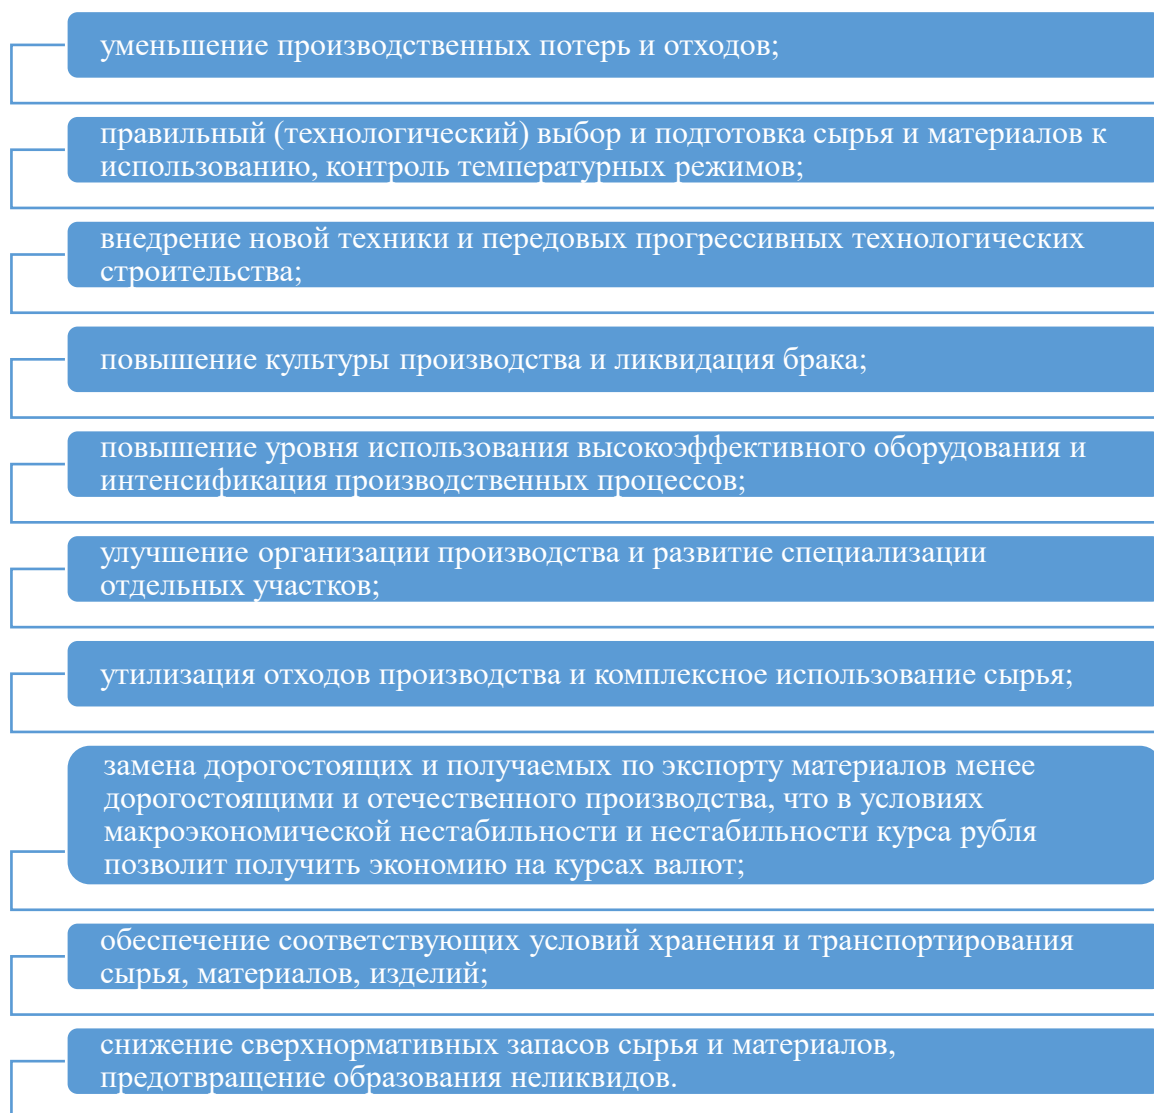 уменьшение производственных потерь и отходов;
правильный (технологический) выбор и подготовка сырья и материалов к
использованию, контроль температурных режимов;
внедрение новой техники и передовых прогрессивных технологических
строительства;
повышение культуры производства и ликвидация брака;
повышение уровня использования высокоэффективного оборудования и
интенсификация производственных процессов;
улучшение организации производства и развитие специализации
отдельных участков;
утилизация отходов производства и комплексное использование сырья;
замена дорогостоящих и получаемых по экспорту материалов менее
дорогостоящими и отечественного производства, что в условиях
макроэкономической нестабильности и нестабильности курса рубля
позволит получить экономию на курсах валют;
обеспечение соответствующих условий хранения и транспортирования
сырья, материалов, изделий;
снижение сверхнормативных запасов сырья и материалов,
предотвращение образования неликвидов.